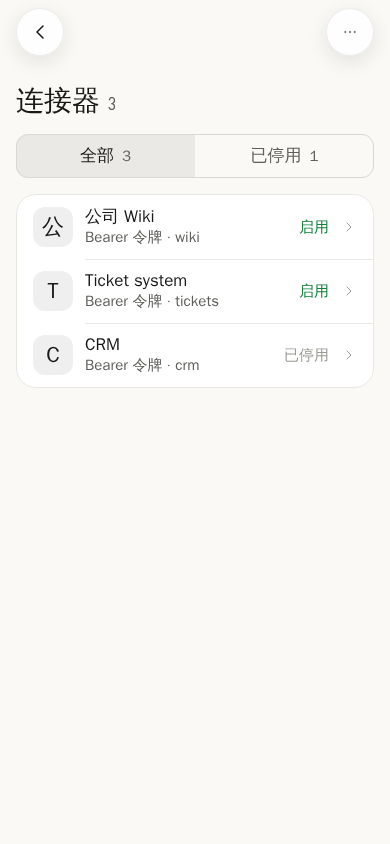 连接器 3
全部 3
已停用 1
公
公司 Wiki
Bearer 令牌 · wiki
启用
T
Ticket system
Bearer 令牌 · tickets
启用
C
CRM
Bearer 令牌 · crm
已停用